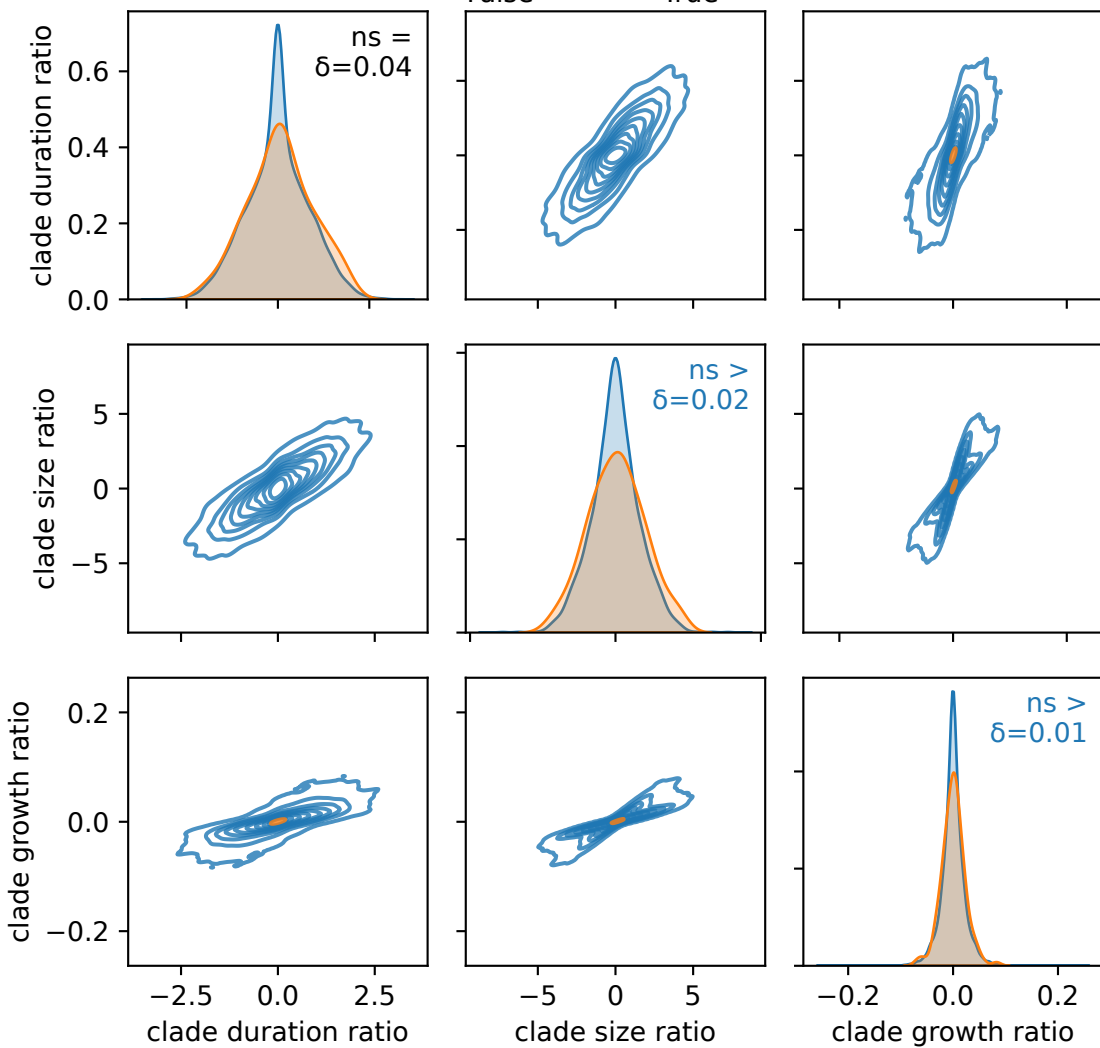 clade duration ratio
0.6
0.4
0.2
0.0
ns =
δ=0.04
clade size ratio
5
0
−5
ns >
δ=0.02
clade growth ratio
0.2
0.0
−0.2
ns >
δ=0.01
−2.5 0.0 2.5
−5 0 5
−0.2 0.0 0.2
clade duration ratio
clade size ratio
clade growth ratio